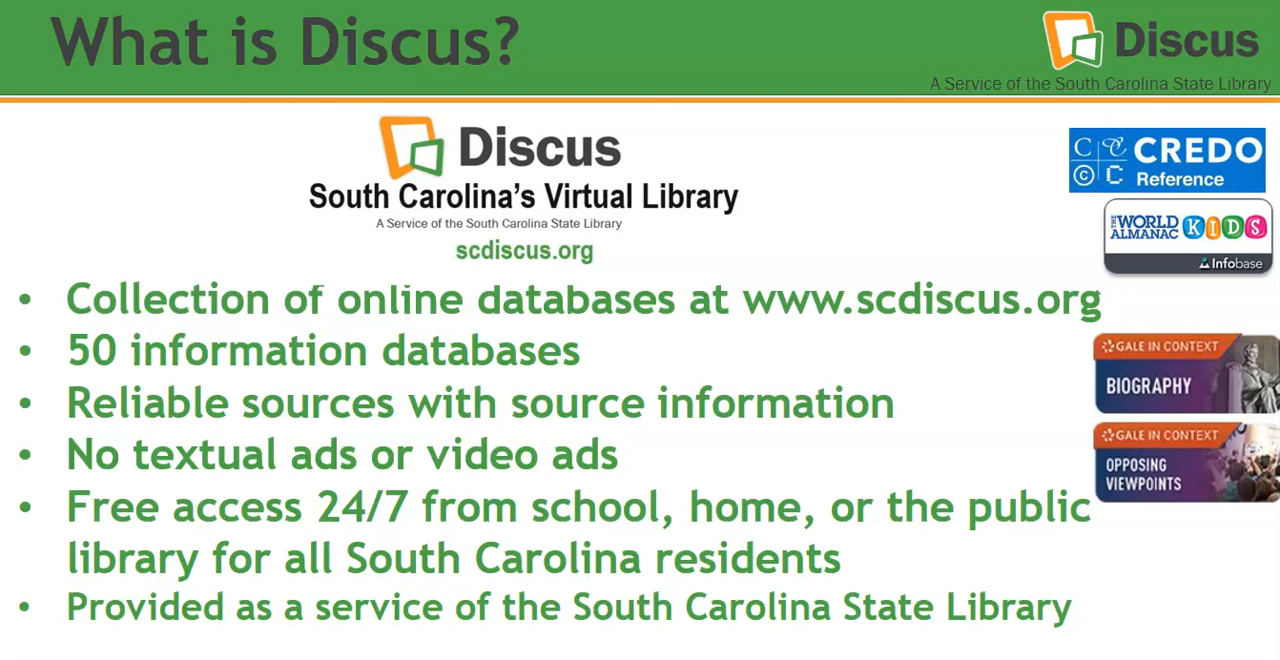 What is Discus?
Discus
A Service of the South Carolina State Library
Discus
South Carolina's Virtual Library
A Service of the South Carolina State Library
scdiscus.org
CREDO
Reference
THE WORLD ALMANAC KIDS
Infobase
• Collection of online databases at www.scdiscus.org
• 50 information databases
• Reliable sources with source information
• No textual ads or video ads
• Free access 24/7 from school, home, or the public
library for all South Carolina residents
• Provided as a service of the South Carolina State Library
GALE IN CONTEXT
BIOGRAPHY
GALE IN CONTEXT
OPPOSING
VIEWPOINTS